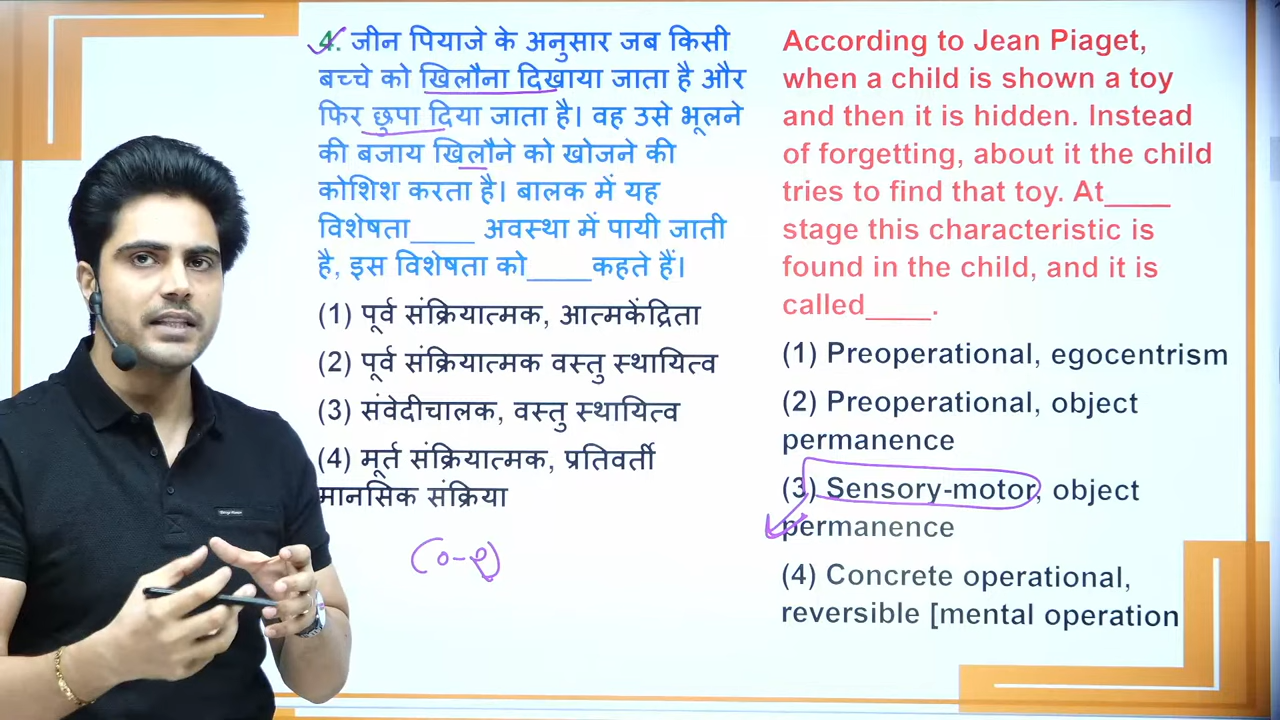 4. जीन पियाजे के अनुसार जब किसी
बच्चे को खिलौना दिखाया जाता है और
फिर छुपा दिया जाता है। वह उसे भूलने
की बजाय खिलौने को खोजने की
कोशिश करता है। बालक में यह
विशेषता____ अवस्था में पायी जाती
है, इस विशेषता को____कहते हैं।
(1) पूर्व संक्रियात्मक, आत्मकेंद्रिता
(2) पूर्व संक्रियात्मक वस्तु स्थायित्व
(3) संवेदीचालक, वस्तु स्थायित्व
(4) मूर्त संक्रियात्मक, प्रतिवर्ती
मानसिक संक्रिया
According to Jean Piaget,
when a child is shown a toy
and then it is hidden. Instead
of forgetting, about it the child
tries to find that toy. At____
stage this characteristic is
found in the child, and it is
called____.
(1) Preoperational, egocentrism
(2) Preoperational, object
permanence
(3) Sensory-motor, object
permanence
(4) Concrete operational,
reversible [mental operation